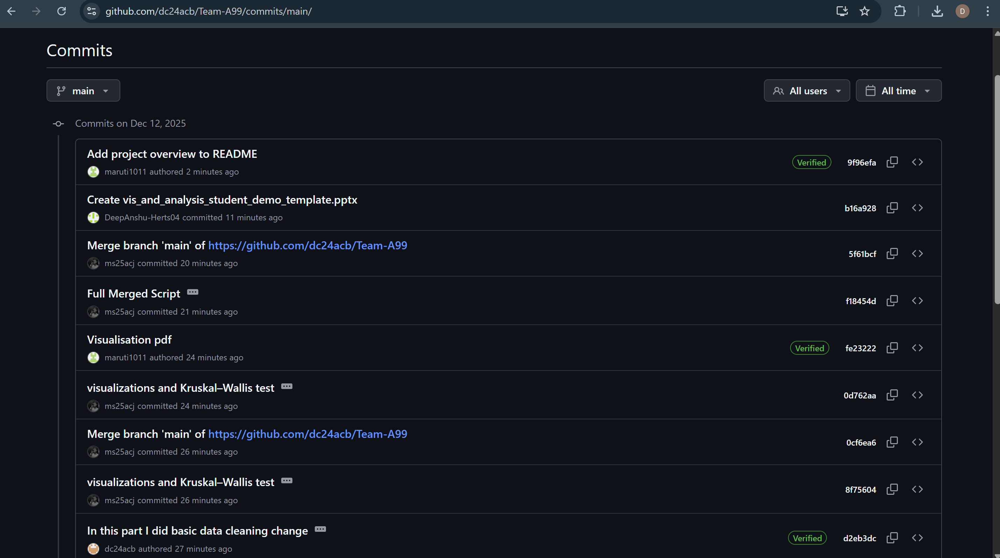 github.com/dc24acb/Team-A99/commits/main/
D
Commits
main
All users
All time
Commits on Dec 12, 2025
Add project overview to README
maruti1011 authored 2 minutes ago
Verified
9f96efa
Create vis_and_analysis_student_demo_template.pptx
DeepAnshu-Herts04 committed 11 minutes ago
b16a928
Merge branch 'main' of https://github.com/dc24acb/Team-A99
ms25acj committed 20 minutes ago
5f61bcf
Full Merged Script
ms25acj committed 21 minutes ago
f18454d
Visualisation pdf
maruti1011 authored 24 minutes ago
Verified
fe23222
visualizations and Kruskal–Wallis test
ms25acj committed 24 minutes ago
0d762aa
Merge branch 'main' of https://github.com/dc24acb/Team-A99
ms25acj committed 26 minutes ago
0cf6ea6
visualizations and Kruskal–Wallis test
ms25acj committed 26 minutes ago
8f75604
In this part I did basic data cleaning change
dc24acb authored 27 minutes ago
Verified
d2eb3dc